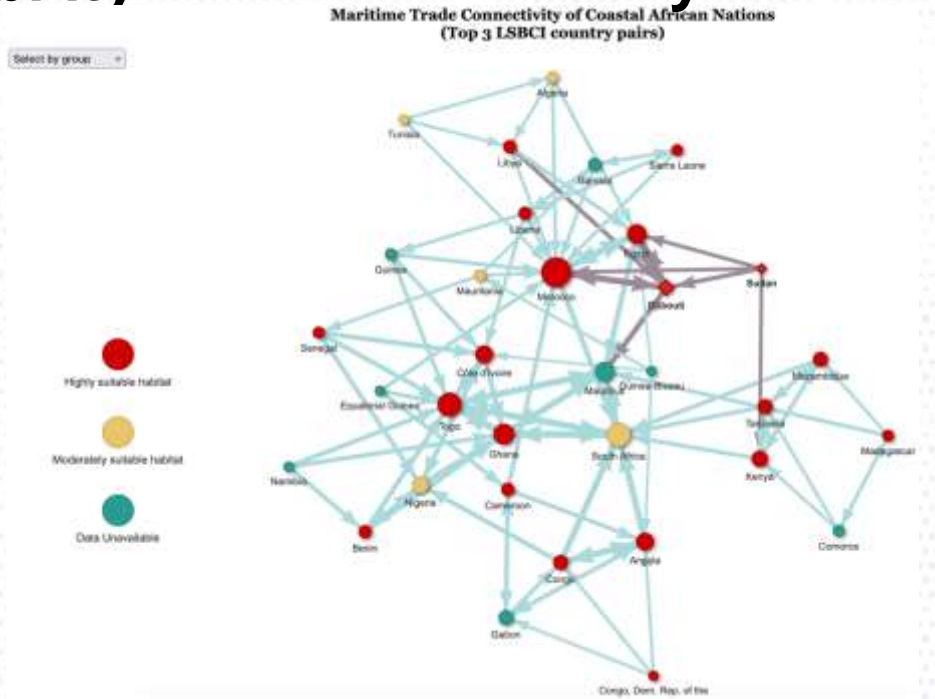 Maritime Trade Connectivity of Coastal African Nations
(Top 3 LSBCI country pairs)
Select by group
Algeria
Tunisia
Libya
Sierra Leone
Liberia
Guinea
Mauritania
Morocco
Sudan
Djibouti
Senegal
Côte d'Ivoire
Mauritius
Guinea-Bissau
Mozambique
Highly suitable habitat
Equatorial Guinea
Togo
Tanzania
Ghana
South Africa
Madagascar
Moderately suitable habitat
Kenya
Namibia
Nigeria
Cameroon
Data Unavailable
Benin
Comoros
Angola
Congo
Gabon
Congo, Dem. Rep. of the